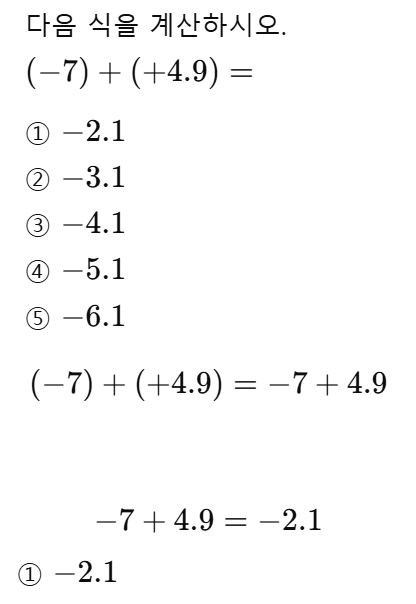 다음 식을 계산하시오.
(−7) + (+4.9) =
① −2.1
② −3.1
③ −4.1
④ −5.1
⑤ −6.1
(−7) + (+4.9) = −7 + 4.9
−7 + 4.9 = −2.1
① −2.1